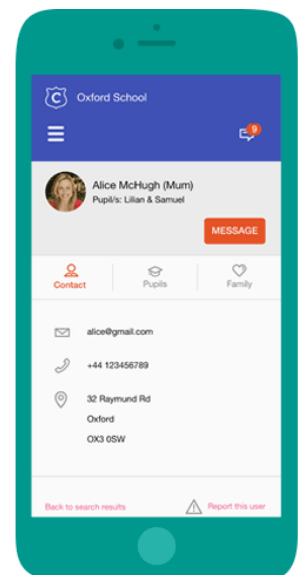 C Oxford School
9
Alice McHugh (Mum)
Pupil/s: Lilian & Samuel
MESSAGE
Contact Pupils Family
alice@gmail.com
+44 123456789
32 Raymund Rd
Oxford
OX3 0SW
Back to search results Report this user